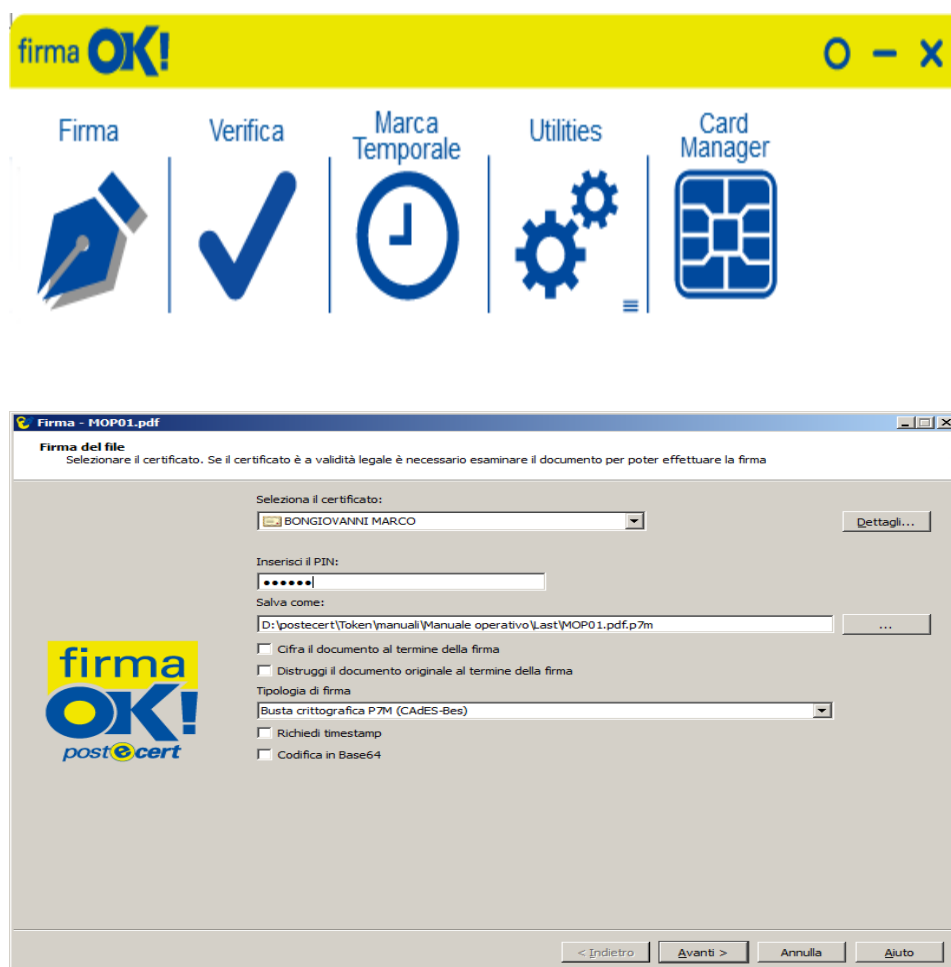 firma OK!
Firma
Verifica
Marca
Temporale
Utilities
Card
Manager
Firma - MOP01.pdf
Firma del file
Selezionare il certificato. Se il certificato è a validità legale è necessario esaminare il documento per poter effettuare la firma
Seleziona il certificato:
BONGIOVANNI MARCO
Dettagli...
Inserisci il PIN:
••••••
Salva come:
D:\postecert\Token\manuali\Manuale operativo\Last\MOP01.pdf.p7m
...
Cifra il documento al termine della firma
Distruggi il documento originale al termine della firma
Tipologia di firma
Busta crittografica P7M (CAdES-Bes)
Richiedi timestamp
Codifica in Base64
firma
OK!
postecert
< Indietro
Avanti >
Annulla
Aiuto